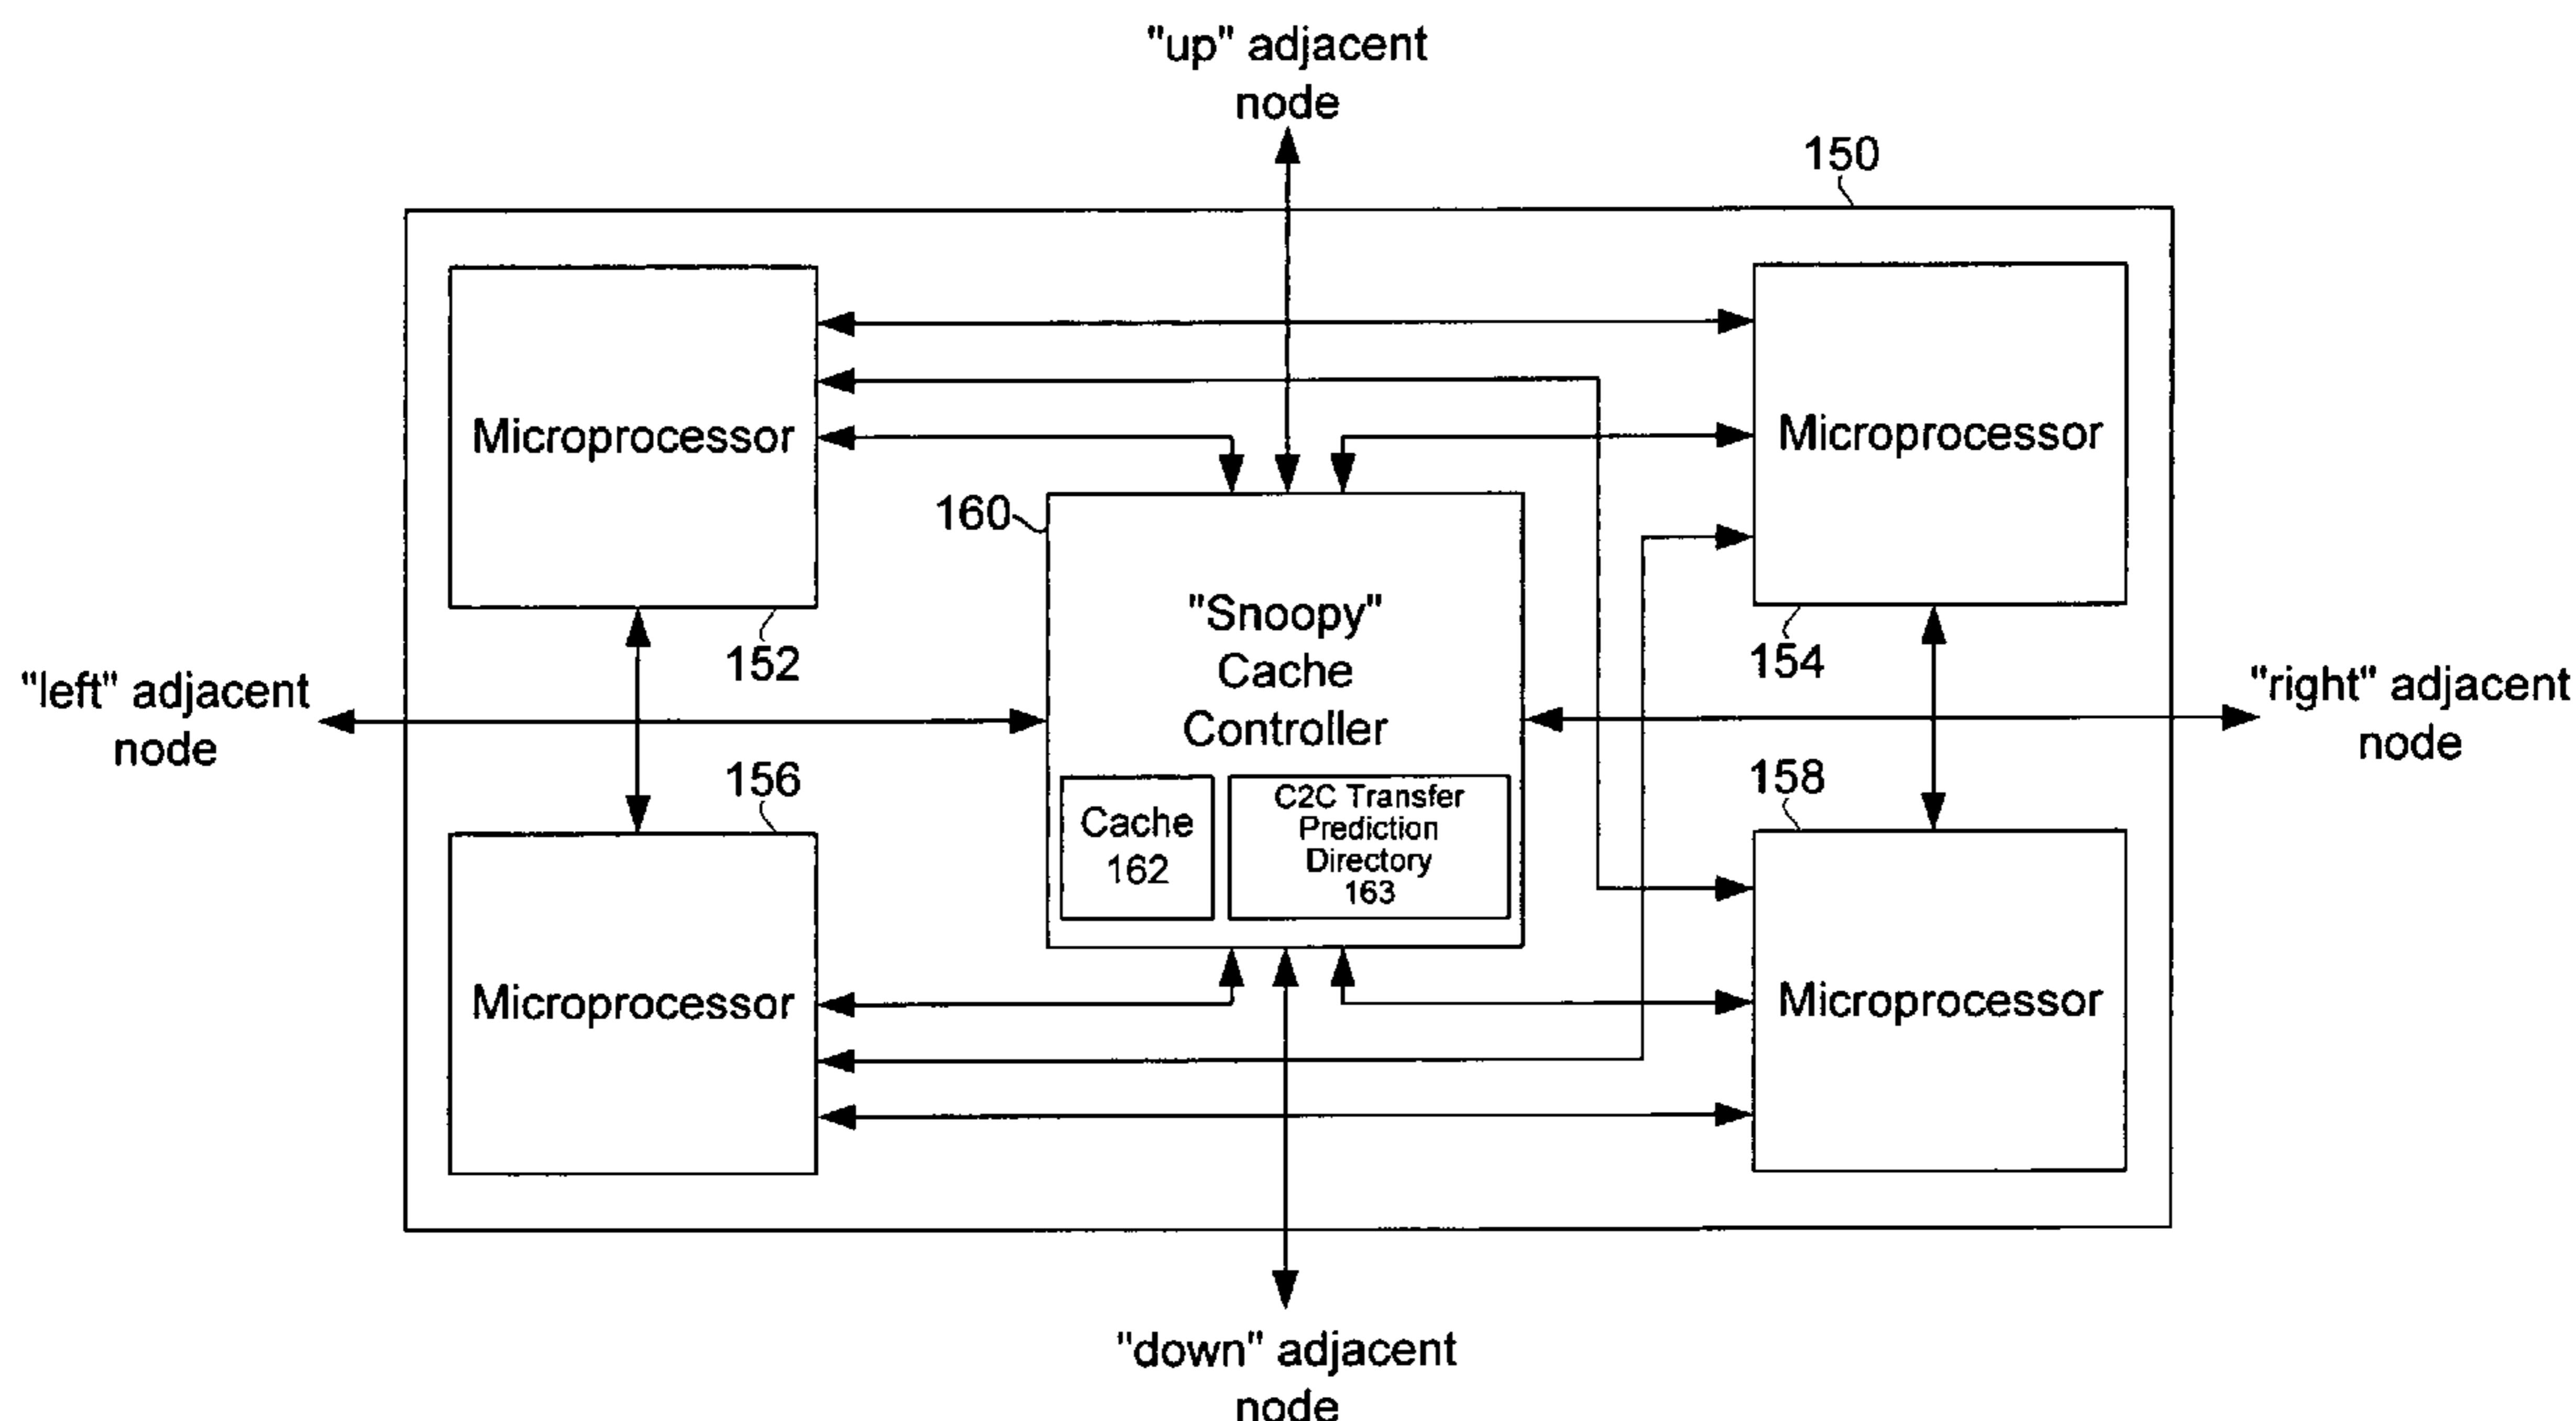 "up" adjacent
node
150
Microprocessor
Microprocessor
160
"Snoopy"
Cache
Controller
152
154
"left" adjacent
node
"right" adjacent
node
156
158
Cache
162
C2C Transfer
Prediction
Directory
163
Microprocessor
Microprocessor
"down" adjacent
node